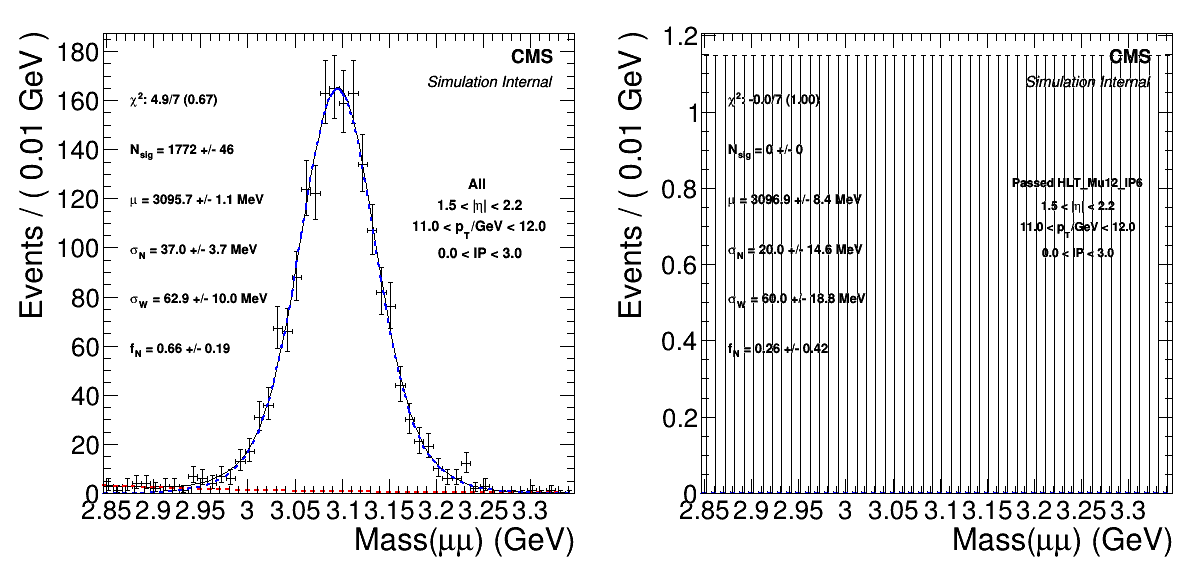 CMS
Simulation Internal
χ²: 4.9/7 (0.67)
N_sig = 1772 +/- 46
μ = 3095.7 +/- 1.1 MeV
σ_N = 37.0 +/- 3.7 MeV
σ_W = 62.9 +/- 10.0 MeV
f_N = 0.66 +/- 0.19
All
1.5 < |η| < 2.2
11.0 < p_T/GeV < 12.0
0.0 < IP < 3.0
Events / ( 0.01 GeV )
180
160
140
120
100
80
60
40
20
0
2.85 2.9 2.95 3 3.05 3.1 3.15 3.2 3.25 3.3
Mass(μμ) (GeV)
CMS
Simulation Internal
χ²: -0.0/7 (1.00)
N_sig = 0 +/- 0
μ = 3096.9 +/- 8.4 MeV
σ_N = 20.0 +/- 14.6 MeV
σ_W = 60.0 +/- 18.8 MeV
f_N = 0.26 +/- 0.42
Passed HLT_Mu12_IP6
1.5 < |η| < 2.2
11.0 < p_T/GeV < 12.0
0.0 < IP < 3.0
Events / ( 0.01 GeV )
1.2
1
0.8
0.6
0.4
0.2
0
2.85 2.9 2.95 3 3.05 3.1 3.15 3.2 3.25 3.3
Mass(μμ) (GeV)